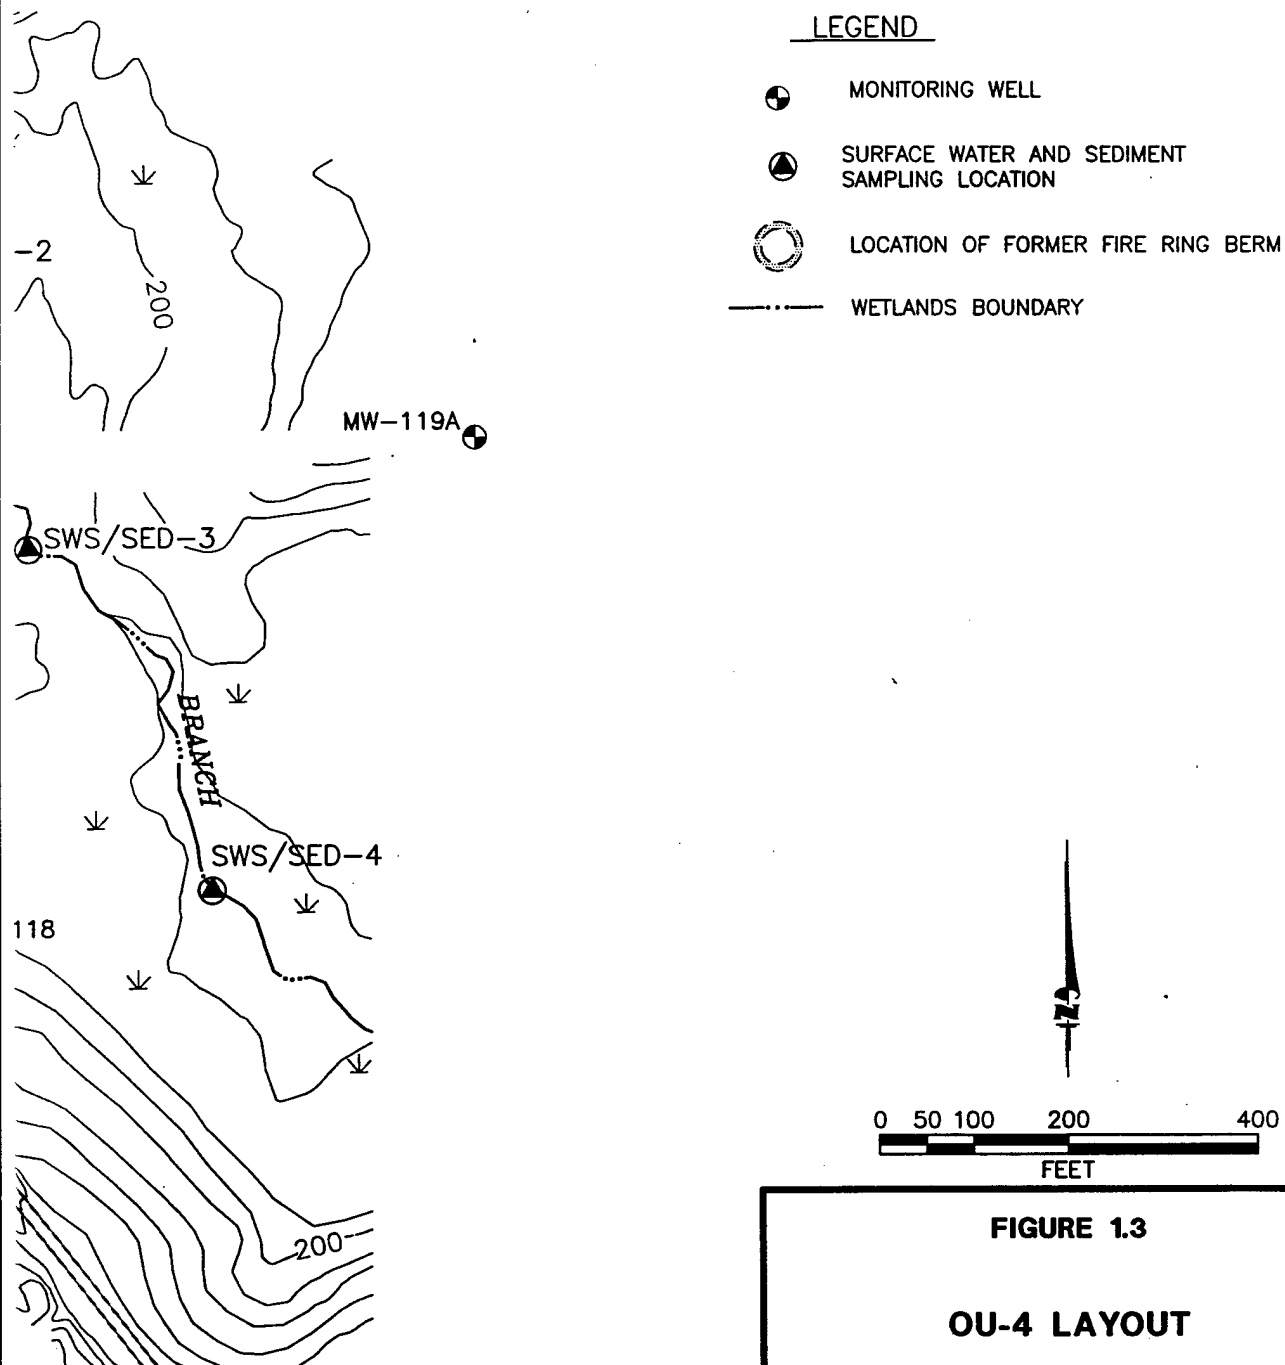 LEGEND
MONITORING WELL
SURFACE WATER AND SEDIMENT
SAMPLING LOCATION
-2
LOCATION OF FORMER FIRE RING BERM
200
WETLANDS BOUNDARY
MW-119A
SWS/SED-3
BRANCH
SWS/SED-4
118
N
0 50 100 200 400
FEET
200
FIGURE 1.3
OU-4 LAYOUT